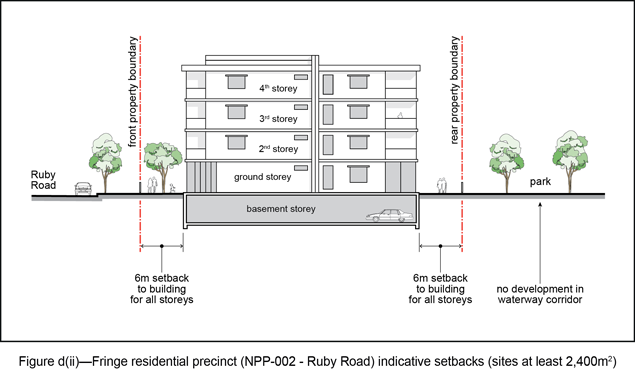 front property boundary
rear property boundary
4th storey
3rd storey
2nd storey
ground storey
basement storey
Ruby
Road
park
6m setback
to building
for all storeys
6m setback
to building
for all storeys
no development in
waterway corridor
Figure d(ii)—Fringe residential precinct (NPP-002 - Ruby Road) indicative setbacks (sites at least 2,400m²)